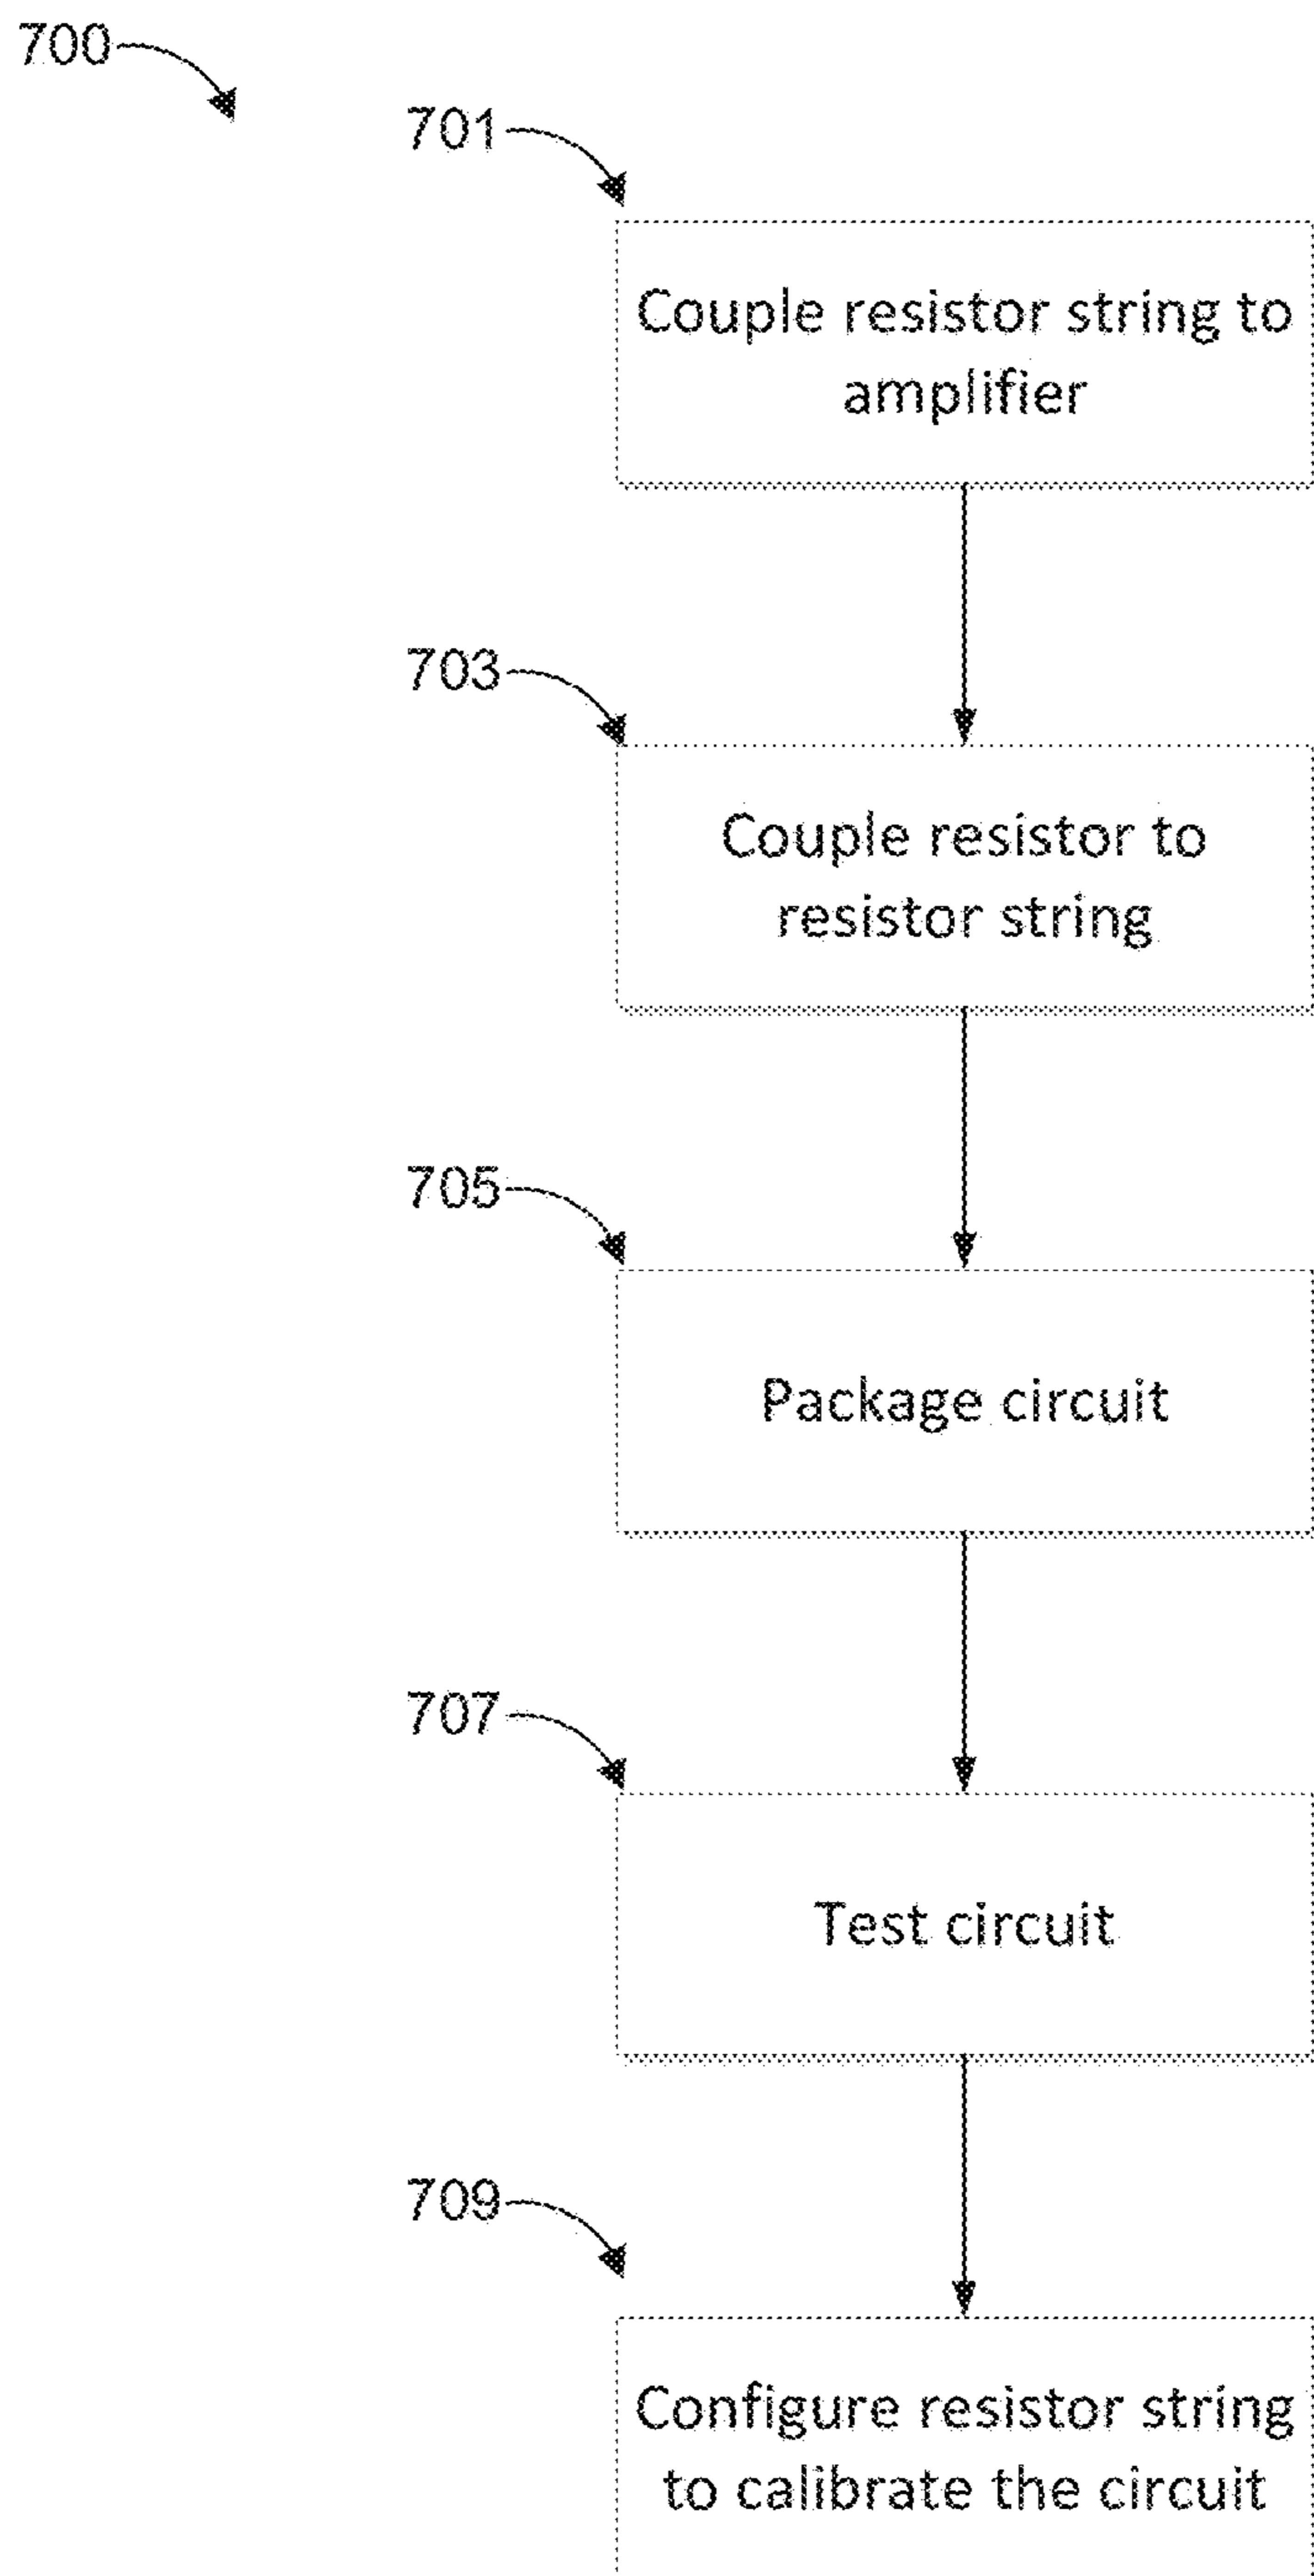 700
701
Couple resistor string to
amplifier
703
Couple resistor to
resistor string
705
Package circuit
707
Test circuit
709
Configure resistor string
to calibrate the circuit